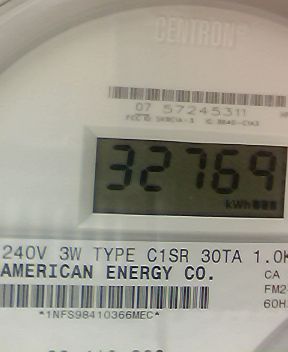 CENTRON
07 57245311
32769
kWh
240V 3W TYPE C1SR 30TA 1.0K
AMERICAN ENERGY CO.
CA
FM2
60H
*1NFS98410366MEC*